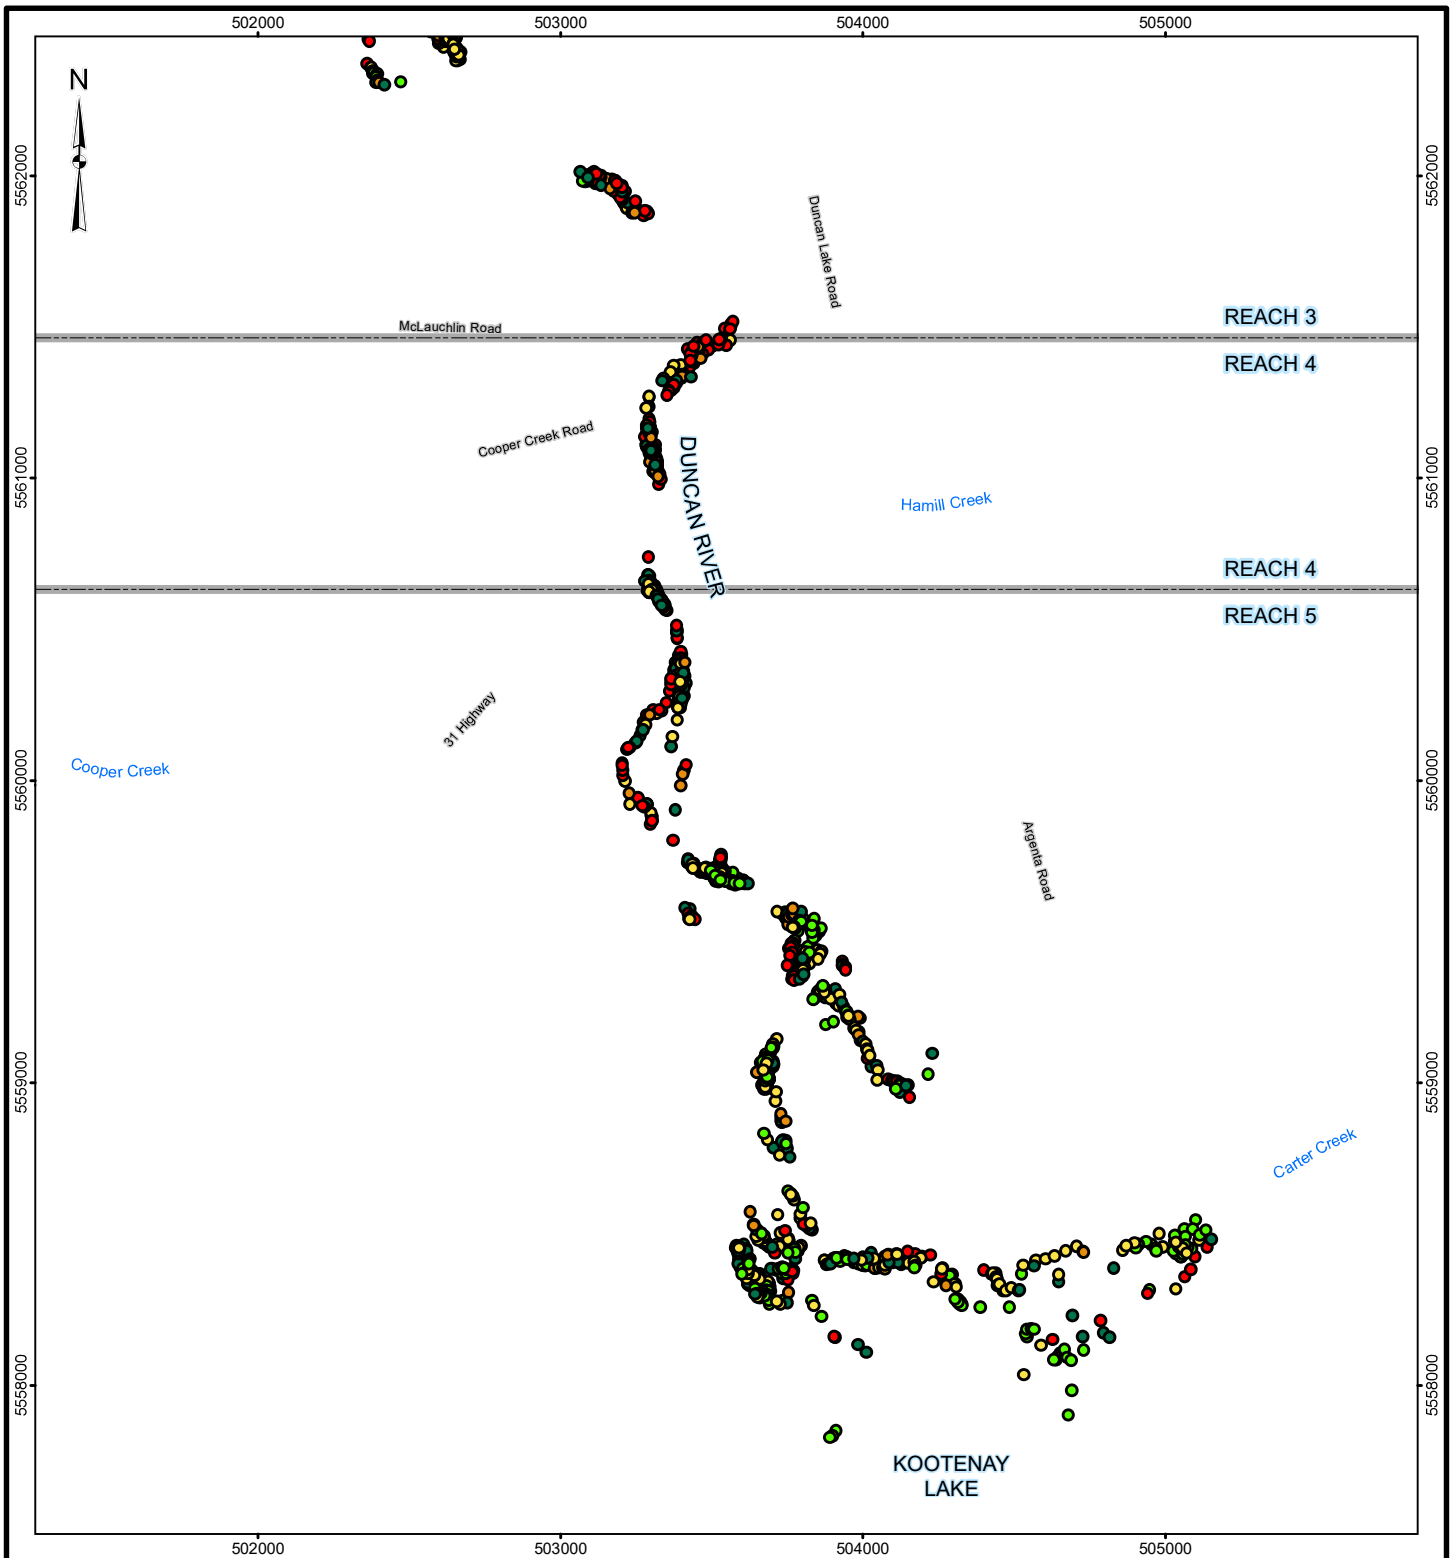 502000 503000 504000 505000
N
5562000 5562000
Duncan Lake Road
REACH 3
McLauchlin Road
REACH 4
Cooper Creek Road
5561000 5561000
DUNCAN RIVER
Hamill Creek
REACH 4
REACH 5
31 Highway
Cooper Creek
5560000 5560000
Argenta Road
5559000 5559000
Carter Creek
5558000 5558000
KOOTENAY
LAKE
502000 503000 504000 505000